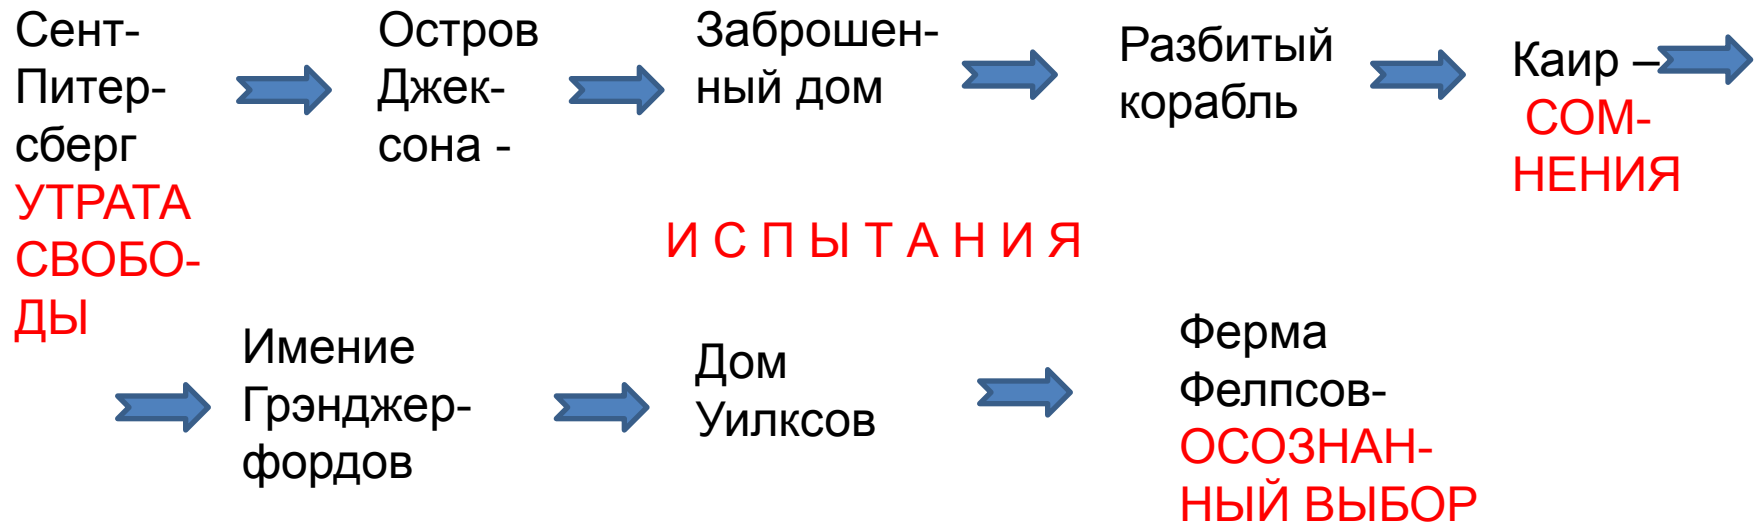 Сент-
Питер-
сберг
УТРАТА
СВОБО-
ДЫ
Остров
Джек-
сона -
Заброшен-
ный дом
Разбитый
корабль
Каир –
СОМ-
НЕНИЯ
И С П Ы Т А Н И Я
Имение
Грэнджер-
фордов
Дом
Уилксов
Ферма
Фелпсов-
ОСОЗНАН-
НЫЙ ВЫБОР